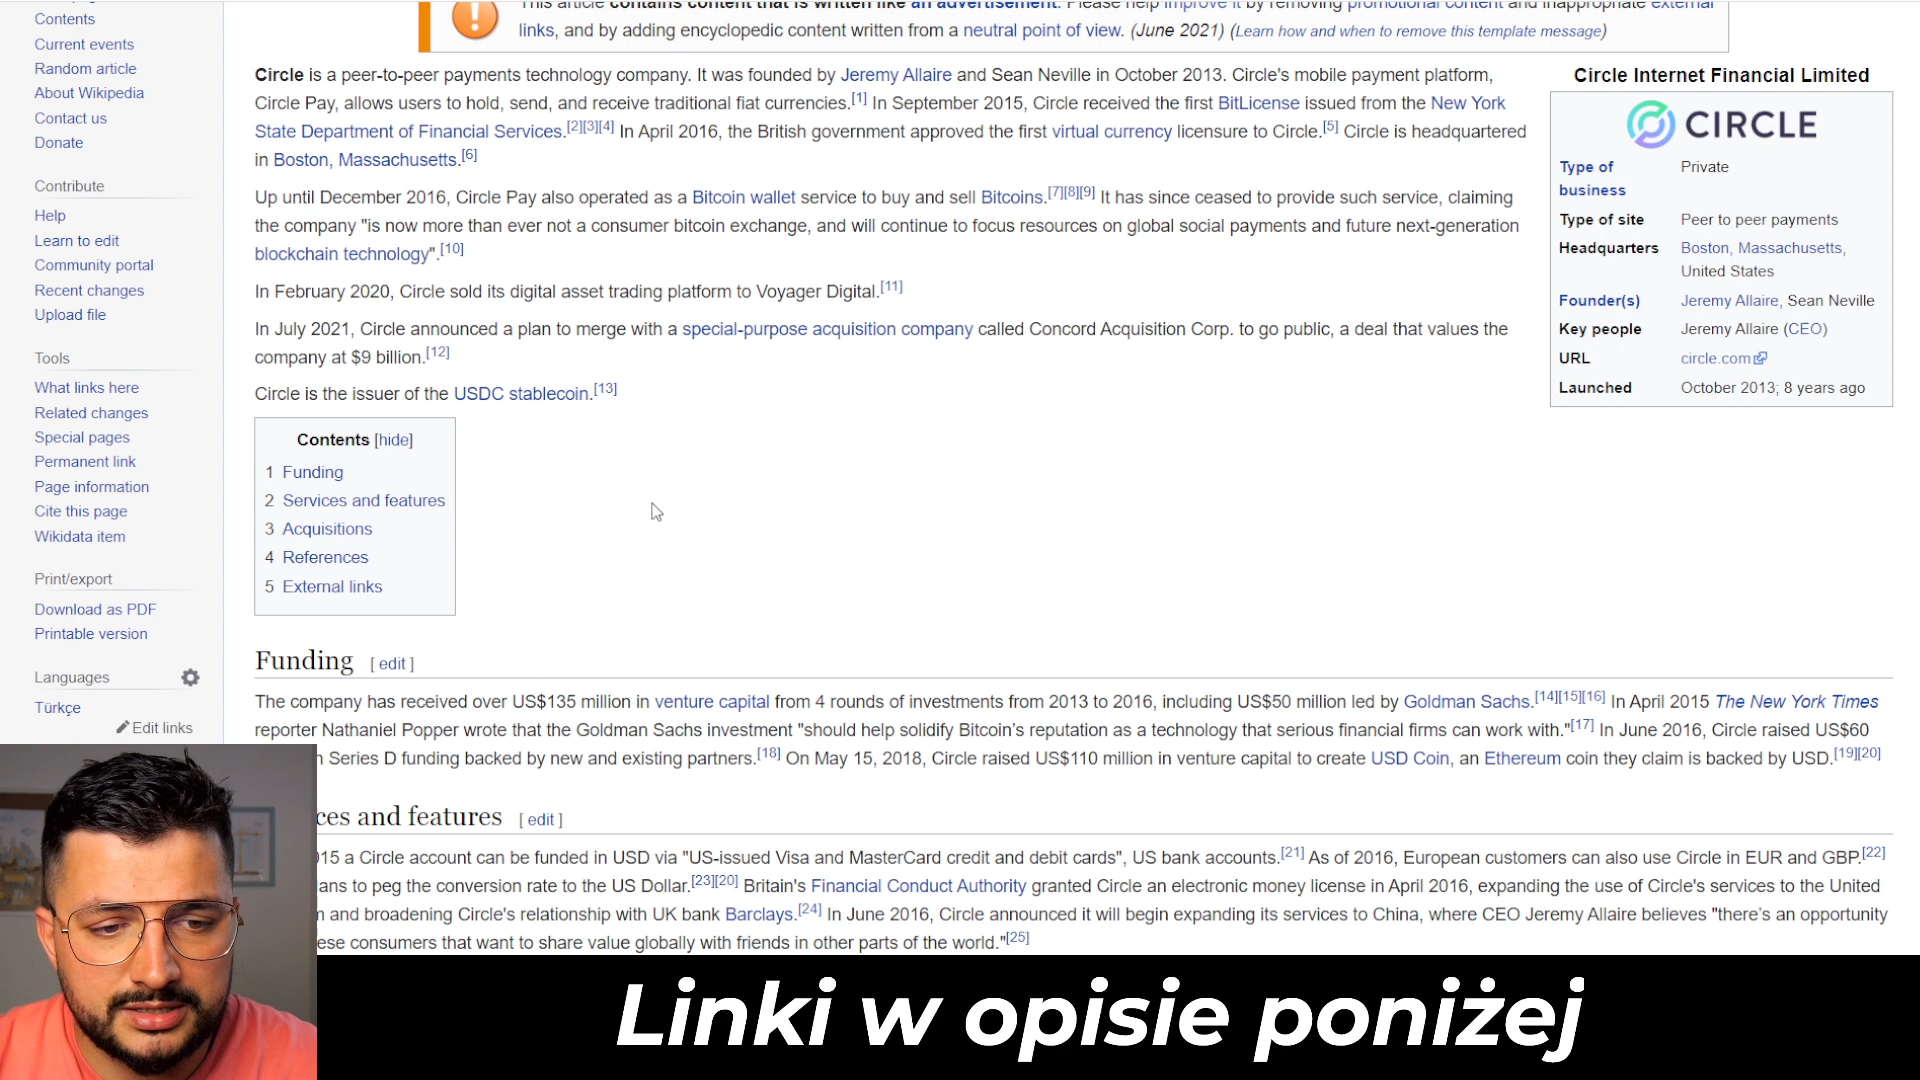 Contents
Current events
Random article
About Wikipedia
Contact us
Donate
Contribute
Help
Learn to edit
Community portal
Recent changes
Upload file
Tools
What links here
Related changes
Special pages
Permanent link
Page information
Cite this page
Wikidata item
Print/export
Download as PDF
Printable version
Languages
Türkçe
Edit links
This article contains content that is written like an advertisement. Please help improve it by removing promotional content and inappropriate external
links, and by adding encyclopedic content written from a neutral point of view. (June 2021) (Learn how and when to remove this template message)
Circle is a peer-to-peer payments technology company. It was founded by Jeremy Allaire and Sean Neville in October 2013. Circle's mobile payment platform,
Circle Pay, allows users to hold, send, and receive traditional fiat currencies.[1] In September 2015, Circle received the first BitLicense issued from the New York
State Department of Financial Services.[2][3][4] In April 2016, the British government approved the first virtual currency licensure to Circle.[5] Circle is headquartered
in Boston, Massachusetts.[6]
Up until December 2016, Circle Pay also operated as a Bitcoin wallet service to buy and sell Bitcoins.[7][8][9] It has since ceased to provide such service, claiming
the company "is now more than ever not a consumer bitcoin exchange, and will continue to focus resources on global social payments and future next-generation
blockchain technology".[10]
In February 2020, Circle sold its digital asset trading platform to Voyager Digital.[11]
In July 2021, Circle announced a plan to merge with a special-purpose acquisition company called Concord Acquisition Corp. to go public, a deal that values the
company at $9 billion.[12]
Circle is the issuer of the USDC stablecoin.[13]
Circle Internet Financial Limited
CIRCLE
Type of business Private
Type of site Peer to peer payments
Headquarters Boston, Massachusetts,
United States
Founder(s) Jeremy Allaire, Sean Neville
Key people Jeremy Allaire (CEO)
URL circle.com
Launched October 2013; 8 years ago
Contents [hide]
1 Funding
2 Services and features
3 Acquisitions
4 References
5 External links
Funding [ edit ]
The company has received over US$135 million in venture capital from 4 rounds of investments from 2013 to 2016, including US$50 million led by Goldman Sachs.[14][15][16] In April 2015 The New York Times
reporter Nathaniel Popper wrote that the Goldman Sachs investment "should help solidify Bitcoin's reputation as a technology that serious financial firms can work with."[17] In June 2016, Circle raised US$60
n Series D funding backed by new and existing partners.[18] On May 15, 2018, Circle raised US$110 million in venture capital to create USD Coin, an Ethereum coin they claim is backed by USD.[19][20]
ces and features [ edit ]
015 a Circle account can be funded in USD via "US-issued Visa and MasterCard credit and debit cards", US bank accounts.[21] As of 2016, European customers can also use Circle in EUR and GBP.[22]
ans to peg the conversion rate to the US Dollar.[23][20] Britain's Financial Conduct Authority granted Circle an electronic money license in April 2016, expanding the use of Circle's services to the United
n and broadening Circle's relationship with UK bank Barclays.[24] In June 2016, Circle announced it will begin expanding its services to China, where CEO Jeremy Allaire believes "there's an opportunity
ese consumers that want to share value globally with friends in other parts of the world."[25]
Linki w opisie poniżej